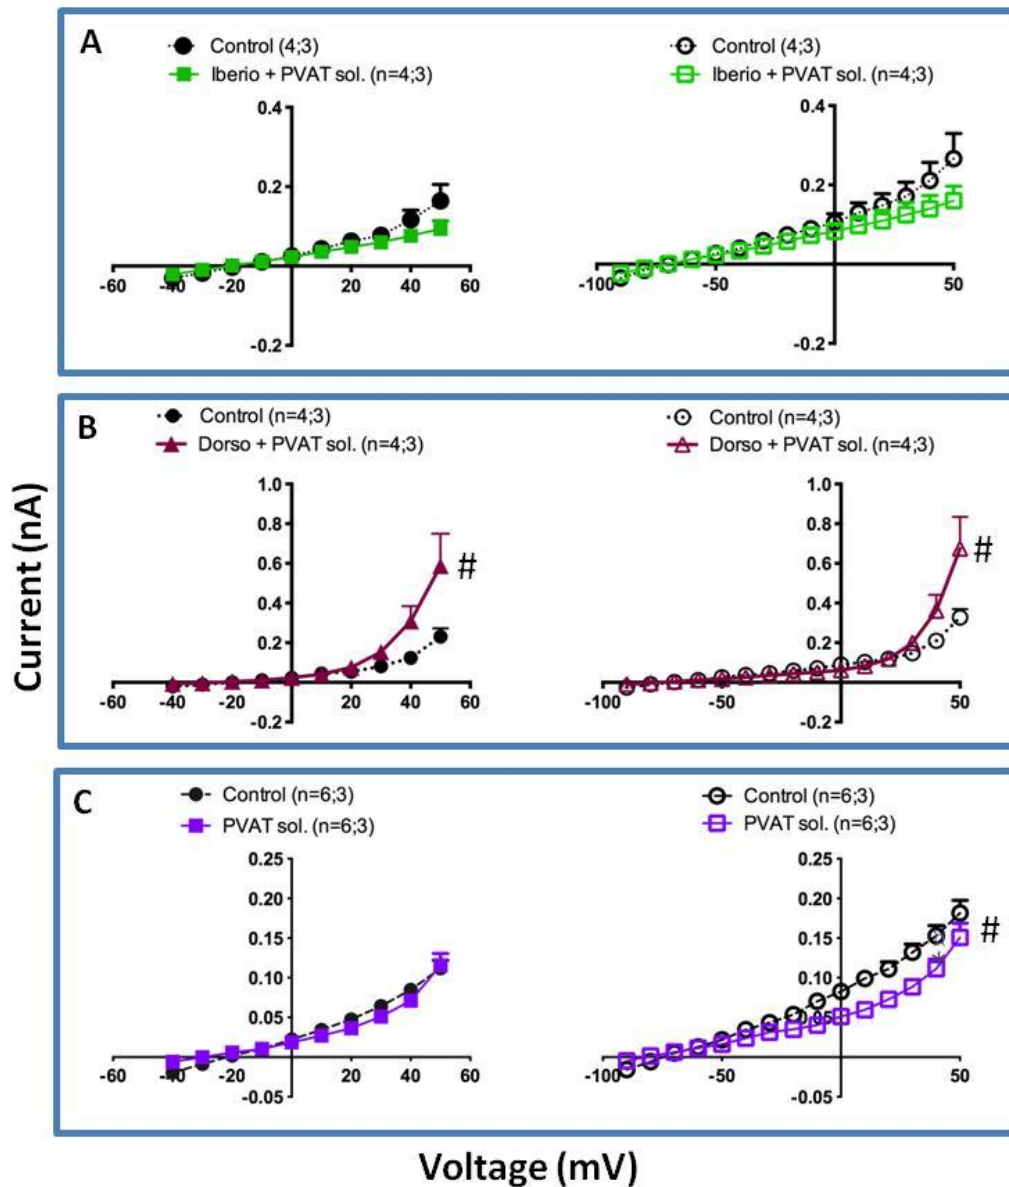 A
Control (4;3)
Iberio + PVAT sol. (n=4;3)
0.4
0.2
-60 -40 -20 20 40 60
-0.2
Control (4;3)
Iberio + PVAT sol. (n=4;3)
0.4
0.2
-100 -50 50
-0.2
B
Control (n=4;3)
Dorso + PVAT sol. (n=4;3)
1.0
0.8
0.6
#
0.4
0.2
-60 -40 -20 20 40 60
-0.2
Control (n=4;3)
Dorso + PVAT sol. (n=4;3)
1.0
0.8
#
0.6
0.4
0.2
-100 -50 50
-0.2
C
Control (n=6;3)
PVAT sol. (n=6;3)
0.25
0.20
0.15
0.10
0.05
-60 -40 -20 20 40 60
-0.05
Control (n=6;3)
PVAT sol. (n=6;3)
0.25
0.20
#
0.15
*
0.10
0.05
-100 -50 50
-0.05
Current (nA)
Voltage (mV)